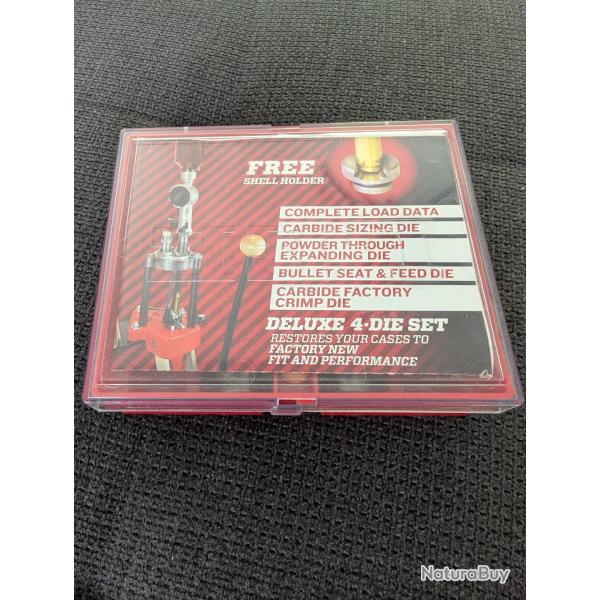 FREE
SHELL HOLDER
COMPLETE LOAD DATA
CARBIDE SIZING DIE
POWDER THROUGH
EXPANDING DIE
BULLET SEAT & FEED DIE
CARBIDE FACTORY
CRIMP DIE
DELUXE 4-DIE SET
RESTORES YOUR CASES TO
FACTORY NEW
FIT AND PERFORMANCE
NaturaBuy